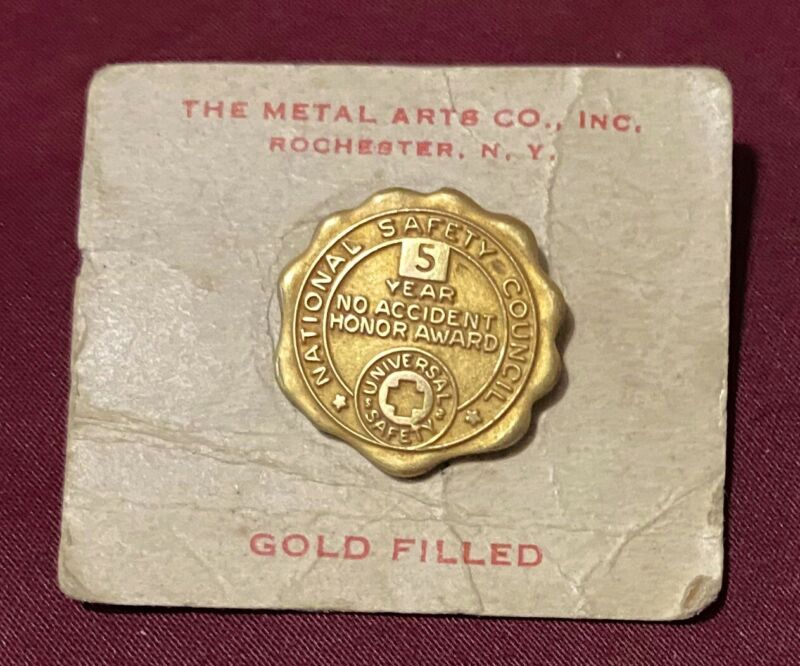 THE METAL ARTS CO., INC.
ROCHESTER, N. Y.
NATIONAL SAFETY COUNCIL
5
YEAR
NO ACCIDENT
HONOR AWARD
UNIVERSAL
SAFETY
GOLD FILLED